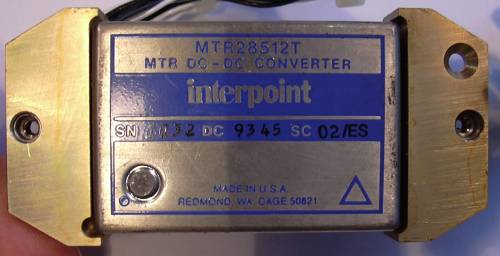 MTR28512T
MTR DC-DC CONVERTER
interpoint
SN DC 9345 SC 02/ES
MADE IN U.S.A.
REDMOND, WA. CAGE 50821